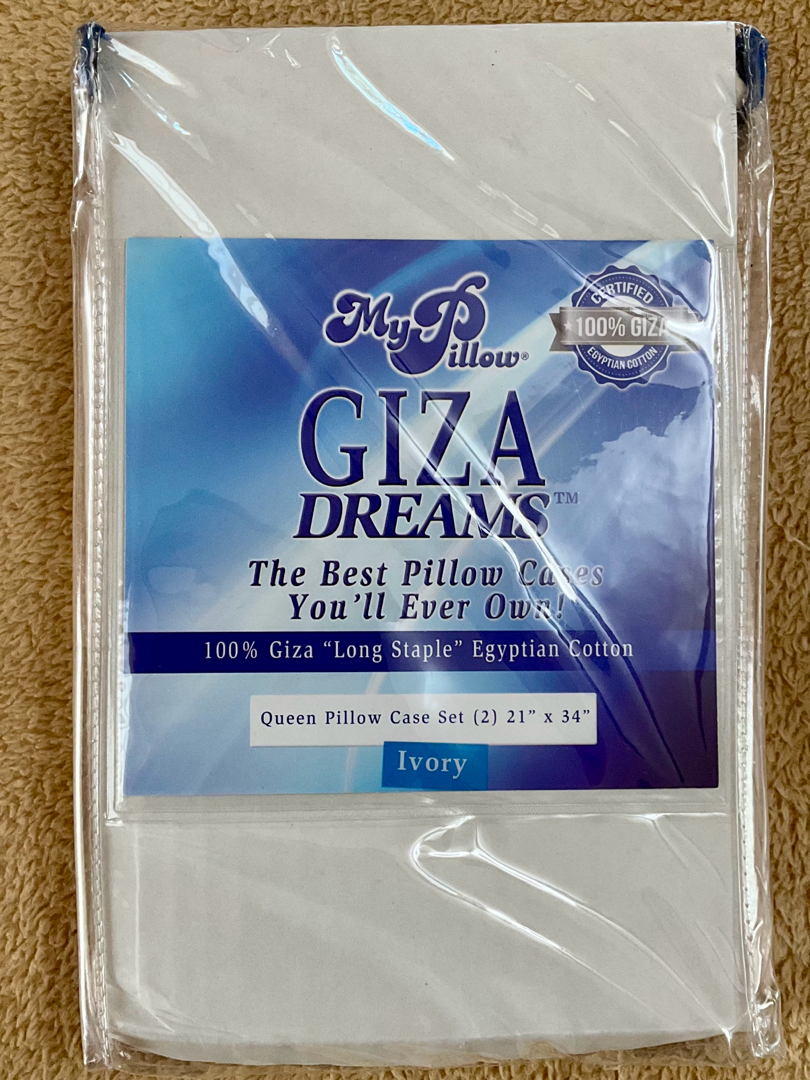 MyPillow®
CERTIFIED
100% GIZA
EGYPTIAN COTTON
GIZA
DREAMS™
The Best Pillow Cases
You'll Ever Own!
100% Giza “Long Staple” Egyptian Cotton
Queen Pillow Case Set (2) 21” x 34”
Ivory